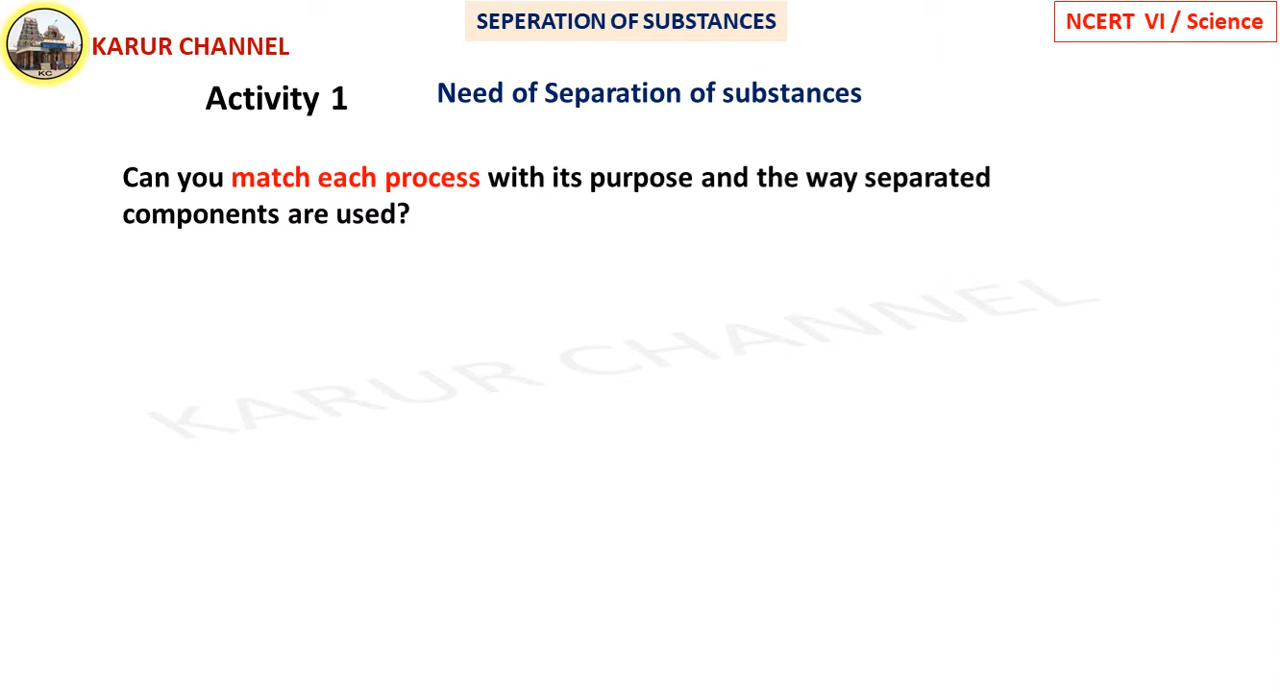 SEPERATION OF SUBSTANCES
NCERT VI / Science
KARUR CHANNEL
KC
Activity 1
Need of Separation of substances
Can you match each process with its purpose and the way separated
components are used?
KARUR CHANNEL